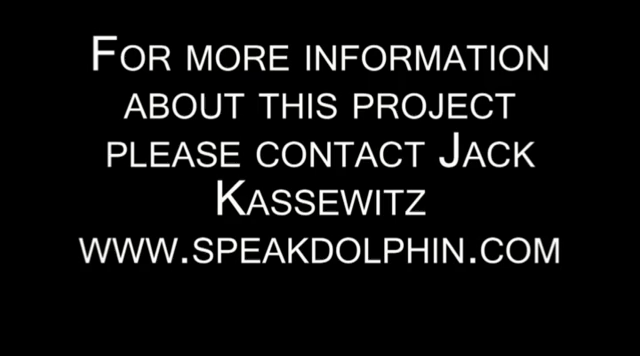 FOR MORE INFORMATION
ABOUT THIS PROJECT
PLEASE CONTACT JACK
KASSEWITZ
WWW.SPEAKDOLPHIN.COM